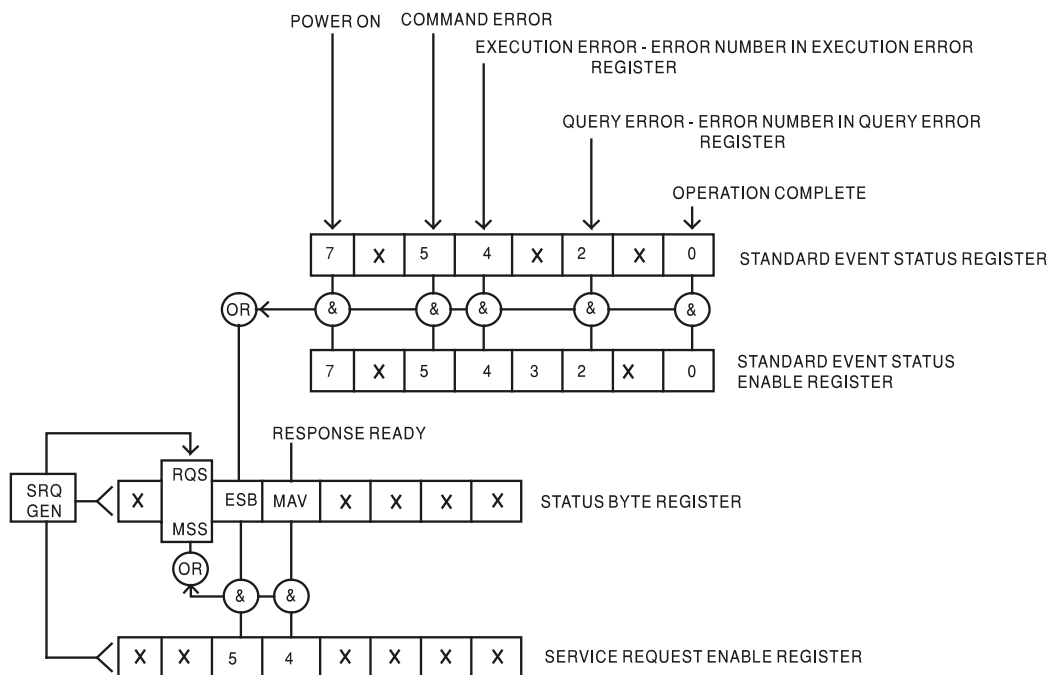 POWER ON
COMMAND ERROR
EXECUTION ERROR - ERROR NUMBER IN EXECUTION ERROR
REGISTER
QUERY ERROR - ERROR NUMBER IN QUERY ERROR
REGISTER
OPERATION COMPLETE
7 X 5 4 X 2 X 0
STANDARD EVENT STATUS REGISTER
OR & & & & &
7 X 5 4 3 2 X 0
STANDARD EVENT STATUS
ENABLE REGISTER
RESPONSE READY
SRQ
GEN
X
RQS
MSS
ESB MAV X X X X
STATUS BYTE REGISTER
OR
& &
X X 5 4 X X X X
SERVICE REQUEST ENABLE REGISTER